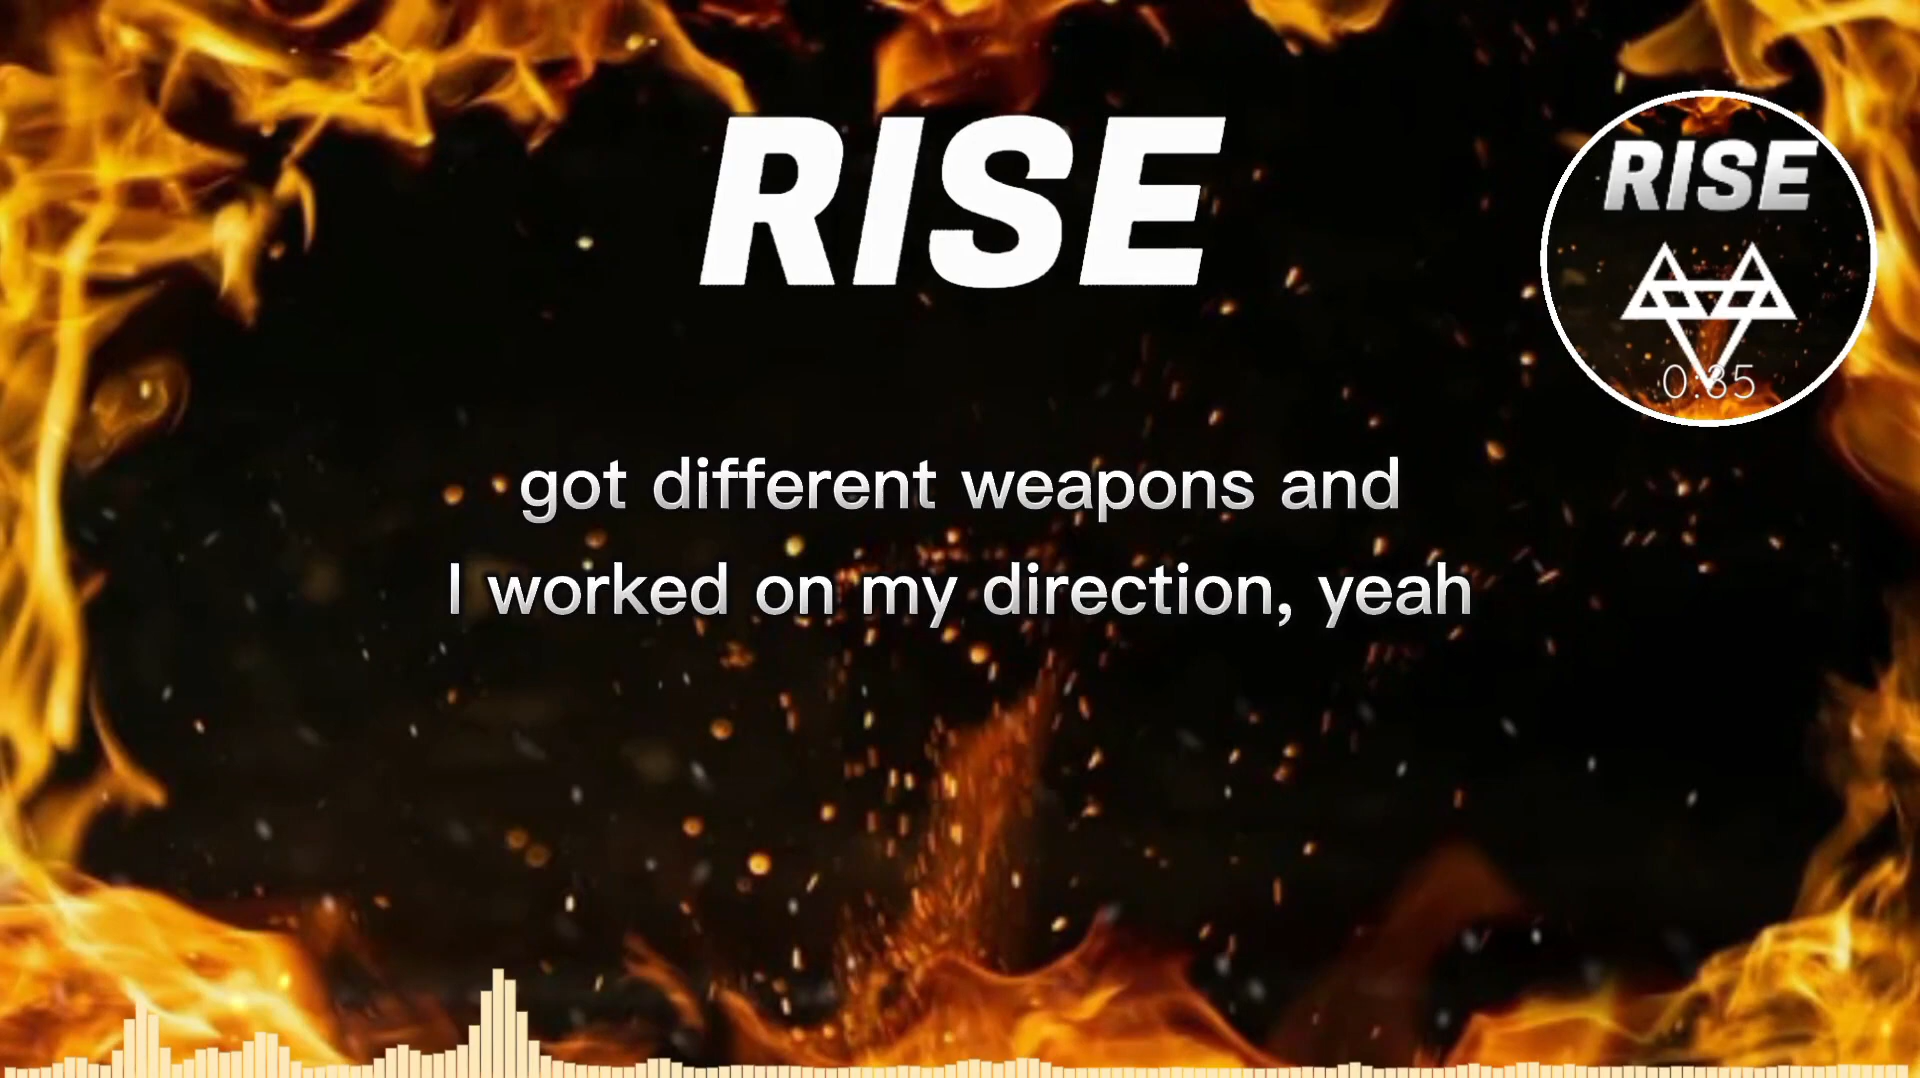 RISE
RISE
0:35
got different weapons and
I worked on my direction, yeah